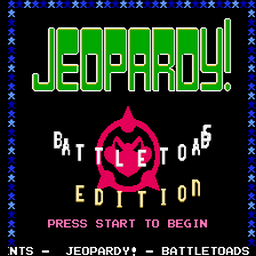 JEOPARDY!
BATTLETOADS
EDITION
PRESS START TO BEGIN
NTS - JEOPARDY! - BATTLETOADS